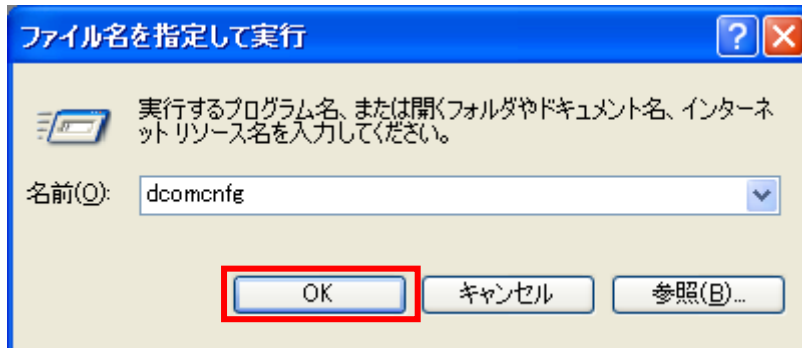 ファイル名を指定して実行
実行するプログラム名、または開くフォルダやドキュメント名、インターネ
ット リソース名を入力してください。
名前(O): dcomcnfg
OK キャンセル 参照(B)...